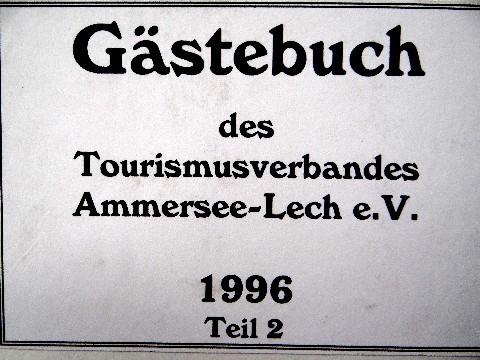 Gästebuch
des
Tourismusverbandes
Ammersee-Lech e.V.
1996
Teil 2